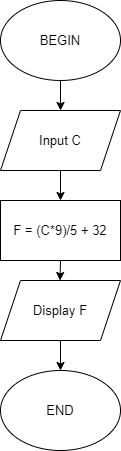 BEGIN
Input C
F = (C*9)/5 + 32
Display F
END